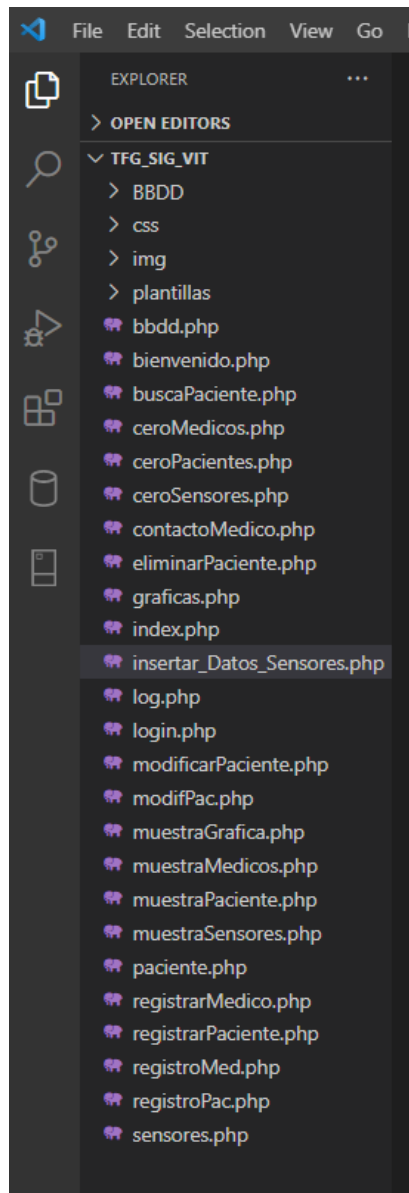 File Edit Selection View Go
EXPLORER ...
OPEN EDITORS
TFG_SIG_VIT
BBDD
css
img
plantillas
bbdd.php
bienvenido.php
buscaPaciente.php
ceroMedicos.php
ceroPacientes.php
ceroSensores.php
contactoMedico.php
eliminarPaciente.php
graficas.php
index.php
insertar_Datos_Sensores.php
log.php
login.php
modificarPaciente.php
modifPac.php
muestraGrafica.php
muestraMedicos.php
muestraPaciente.php
muestraSensores.php
paciente.php
registrarMedico.php
registrarPaciente.php
registroMed.php
registroPac.php
sensores.php